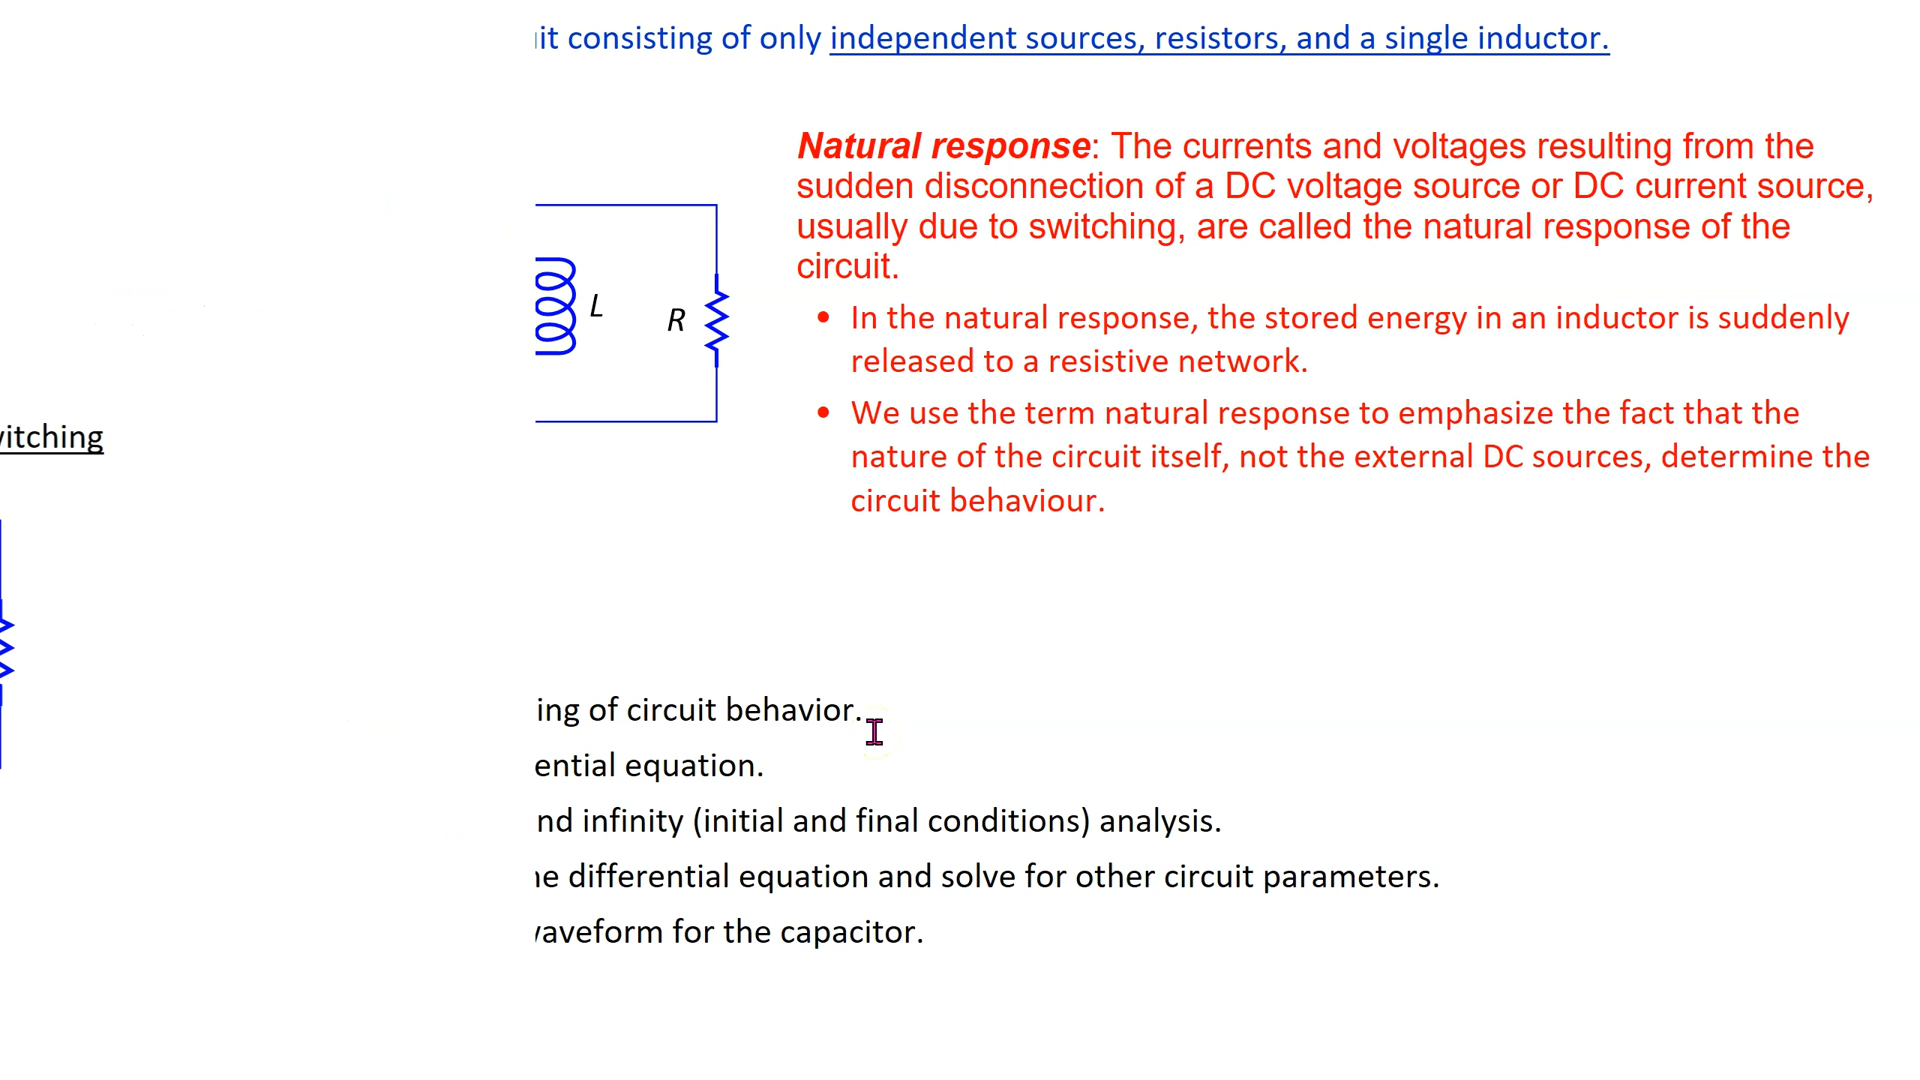 it consisting of only independent sources, resistors, and a single inductor.
Natural response: The currents and voltages resulting from the
sudden disconnection of a DC voltage source or DC current source,
usually due to switching, are called the natural response of the
circuit.
L
R
• In the natural response, the stored energy in an inductor is suddenly
released to a resistive network.
• We use the term natural response to emphasize the fact that the
nature of the circuit itself, not the external DC sources, determine the
circuit behaviour.
itching
ing of circuit behavior.
ential equation.
nd infinity (initial and final conditions) analysis.
e differential equation and solve for other circuit parameters.
aveform for the capacitor.